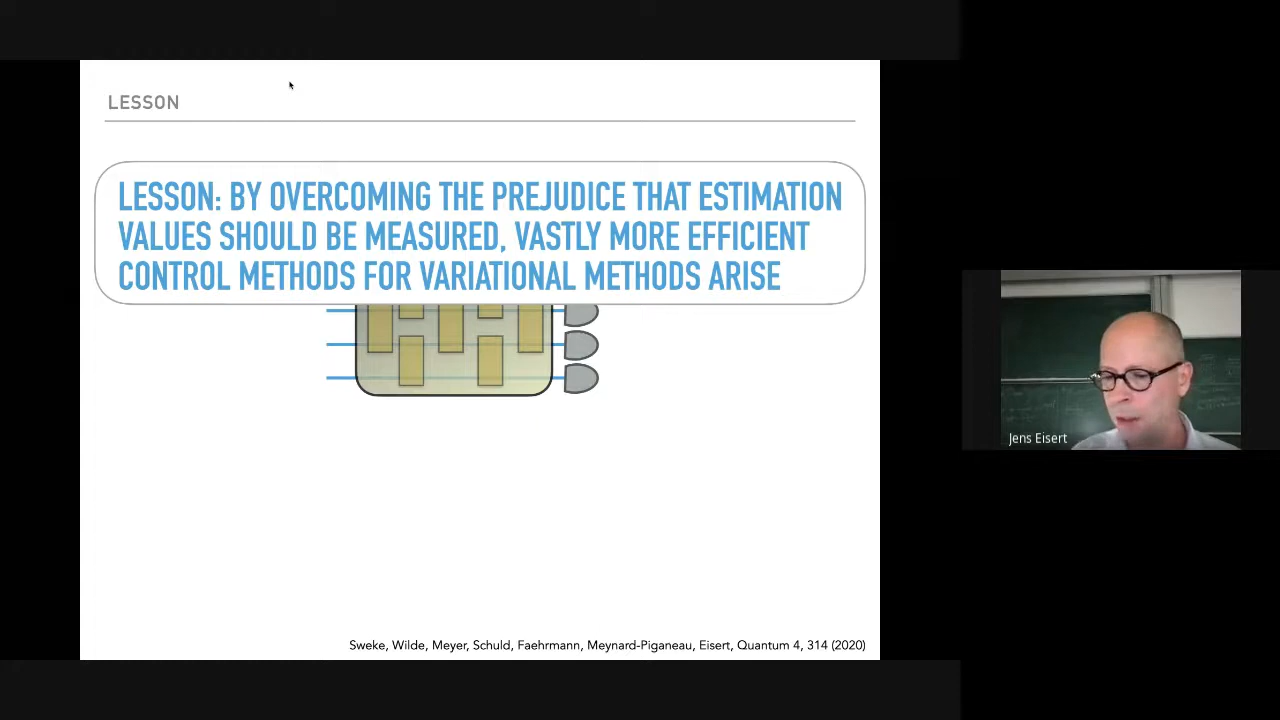 LESSON
LESSON: BY OVERCOMING THE PREJUDICE THAT ESTIMATION
VALUES SHOULD BE MEASURED, VASTLY MORE EFFICIENT
CONTROL METHODS FOR VARIATIONAL METHODS ARISE
Jens Eisert
Sweke, Wilde, Meyer, Schuld, Faehrmann, Meynard-Piganeau, Eisert, Quantum 4, 314 (2020)